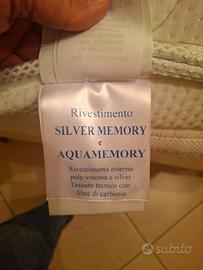 Rivestimento
SILVER MEMORY
e
AQUAMEMORY
Rivestimento esterno
poly viscosa e silver
Tessuto tecnico con
fibre di carbonio
subito